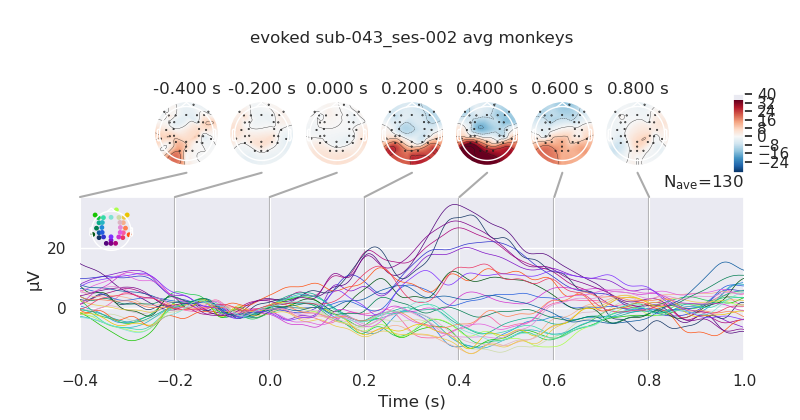 evoked sub-043_ses-002 avg monkeys
-0.400 s -0.200 s 0.000 s 0.200 s 0.400 s 0.600 s 0.800 s
40
32
24
16
8
0
−8
−16
−24
Nave=130
μV
20
0
−0.4 −0.2 0.0 0.2 0.4 0.6 0.8 1.0
Time (s)